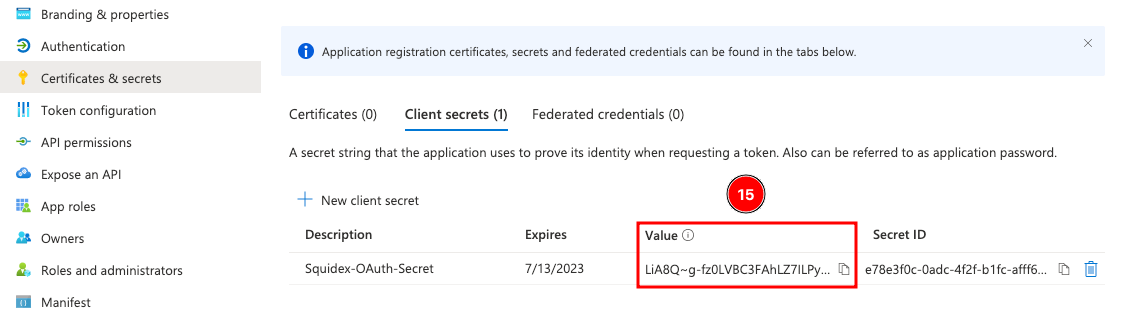 Branding & properties
Authentication
Certificates & secrets
Token configuration
API permissions
Expose an API
App roles
Owners
Roles and administrators
Manifest
Application registration certificates, secrets and federated credentials can be found in the tabs below.
Certificates (0) Client secrets (1) Federated credentials (0)
A secret string that the application uses to prove its identity when requesting a token. Also can be referred to as application password.
New client secret
15
Description Expires Value Secret ID
Squidex-OAuth-Secret 7/13/2023 LiA8Q~g-fz0LVBC3FAhLZ7ILPy... e78e3f0c-0adc-4f2f-b1fc-afff6...